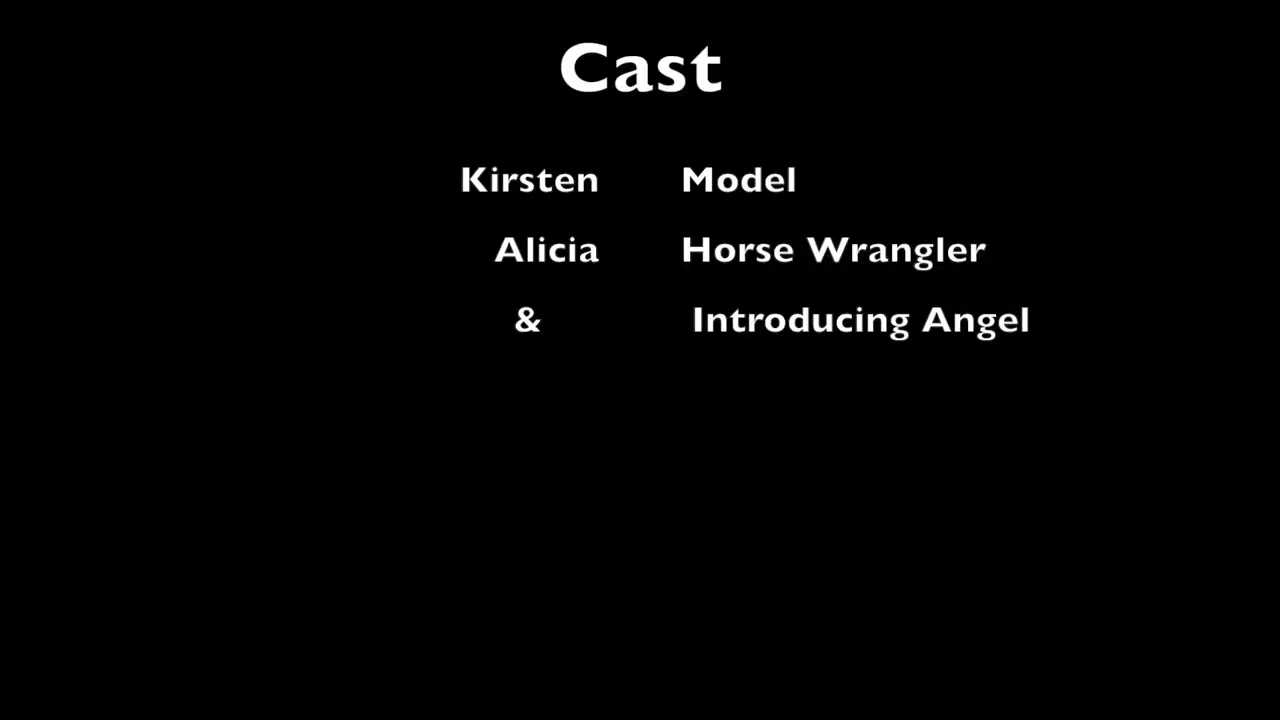 Cast
Kirsten Model
Alicia Horse Wrangler
& Introducing Angel